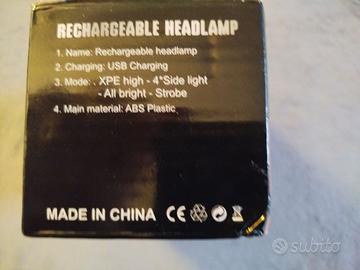 RECHARGEABLE HEADLAMP
1. Name: Rechargeable headlamp
2. Charging: USB Charging
3. Mode: . XPE high - 4*Side light
- All bright - Strobe
4. Main material: ABS Plastic
MADE IN CHINA CE
subito